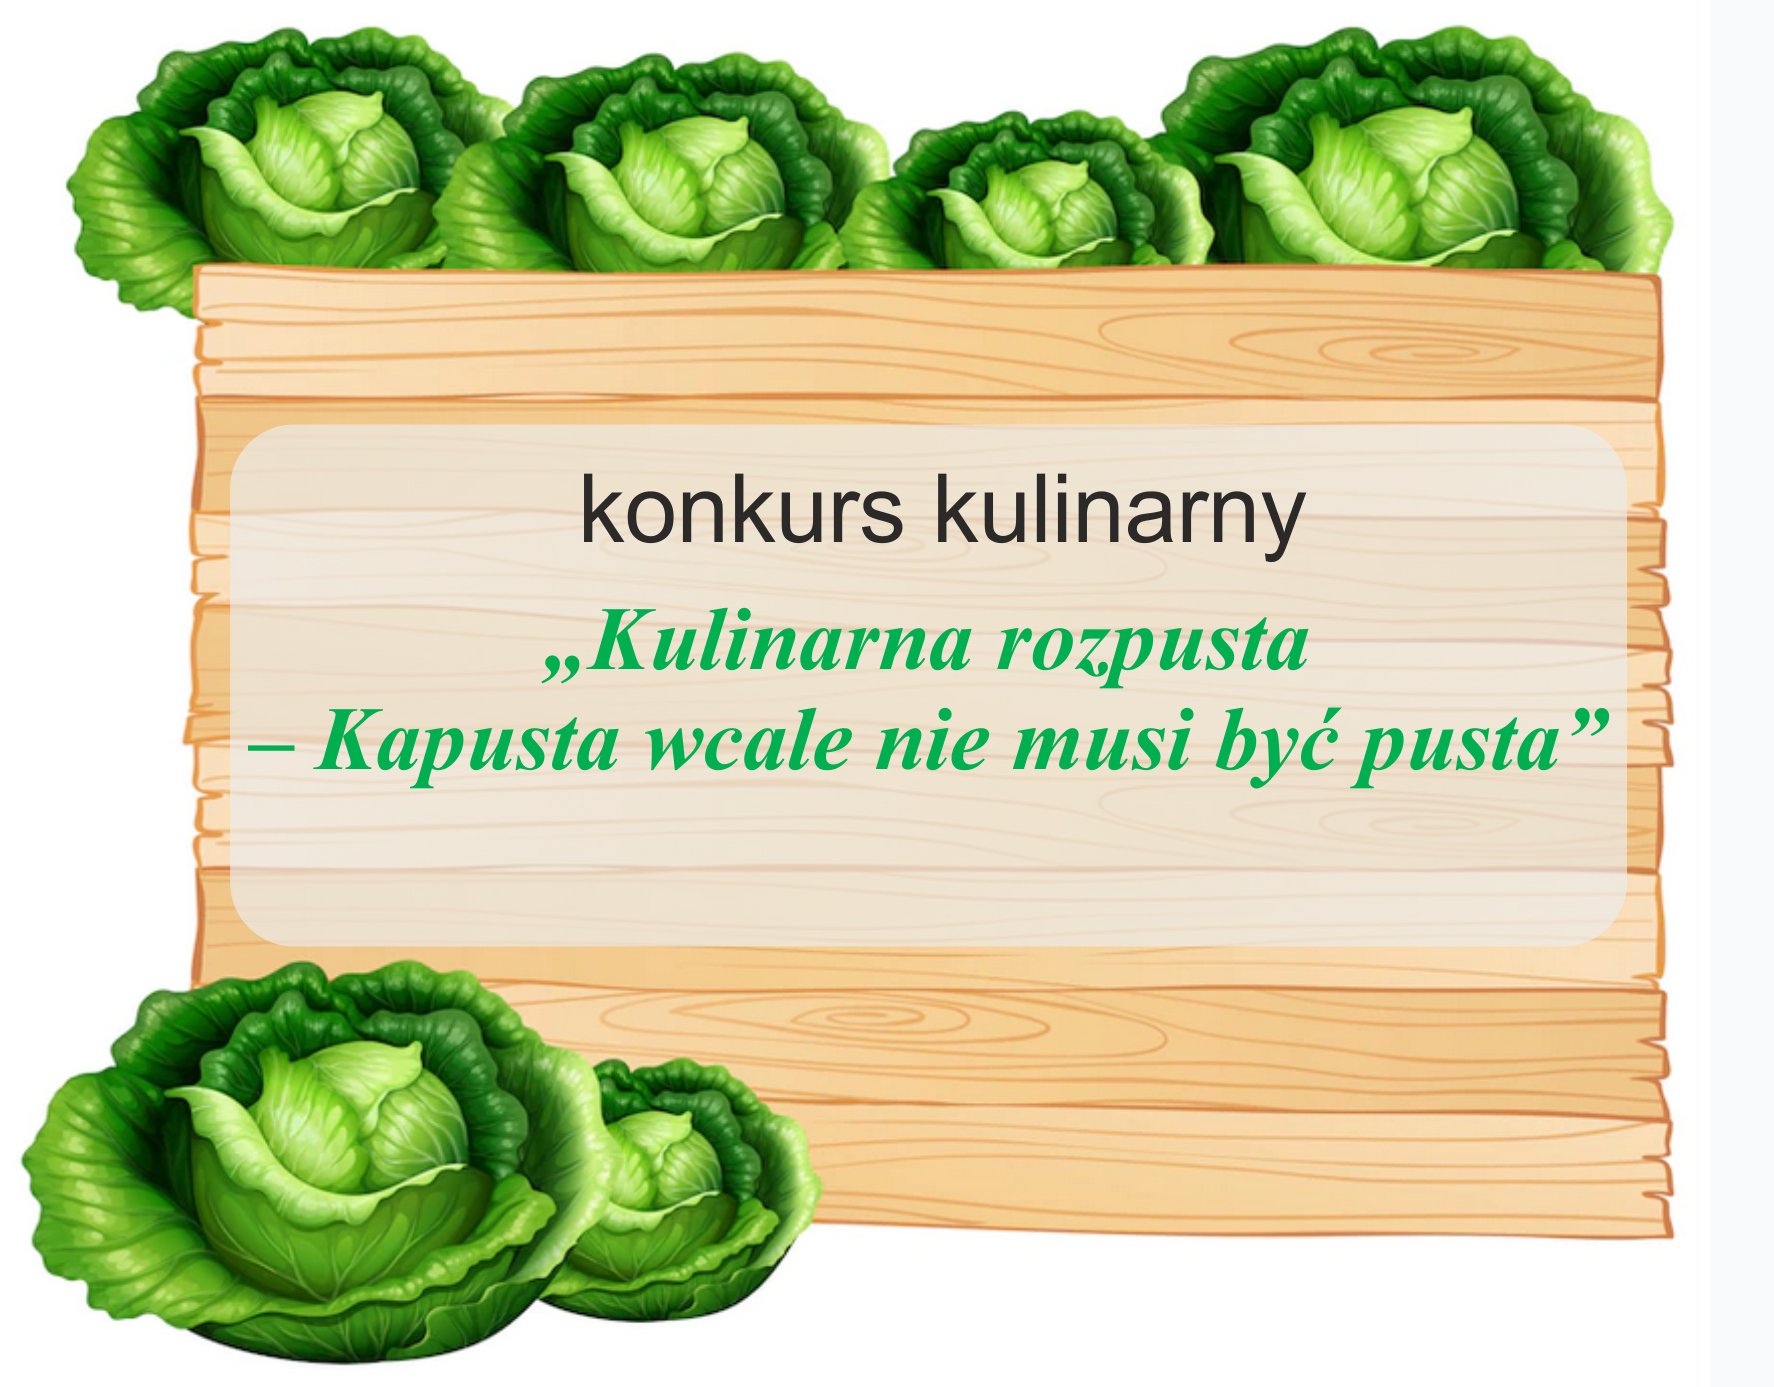 konkurs kulinarny
„Kulinarna rozpusta
– Kapusta wcale nie musi być pusta”